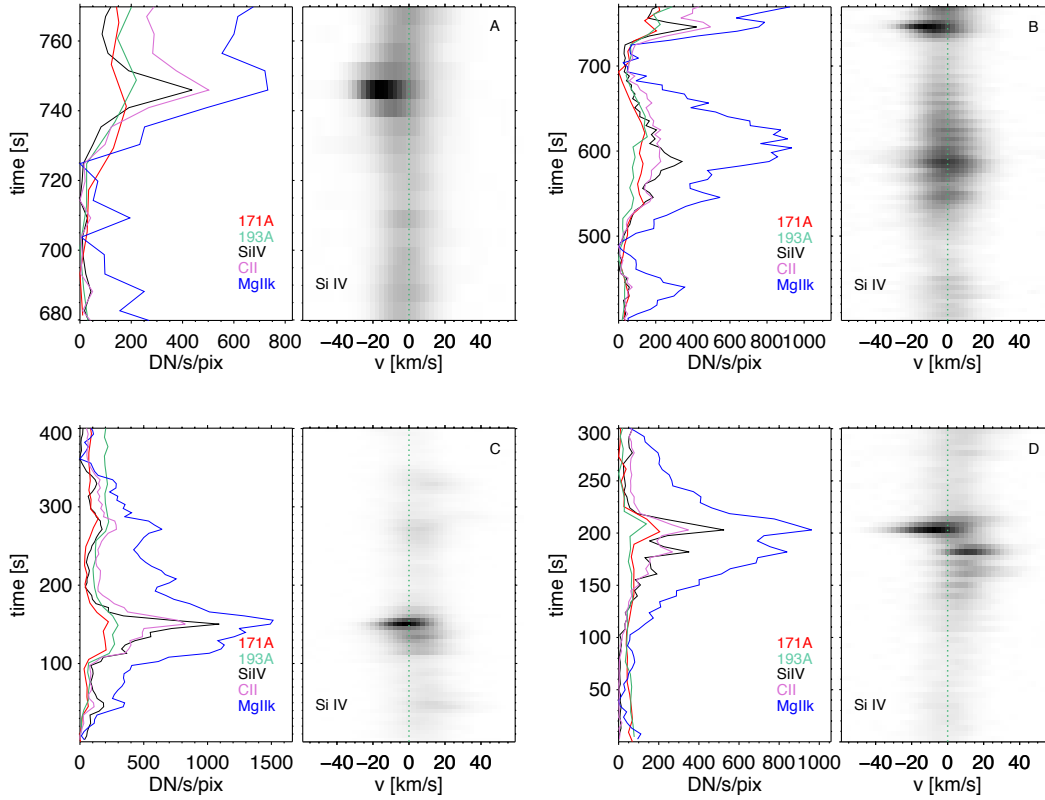 A
760
740
720
700
680
time [s]
171A
193A
SiIV
CII
MgIIk
0 200 400 600 800
DN/s/pix
Si IV
−40 −20 0 20 40
v [km/s]
B
700
600
500
time [s]
171A
193A
SiIV
CII
MgIIk
0 200 400 600 800 1000
DN/s/pix
Si IV
−40 −20 0 20 40
v [km/s]
C
400
300
200
100
time [s]
171A
193A
SiIV
CII
MgIIk
0 500 1000 1500
DN/s/pix
Si IV
−40 −20 0 20 40
v [km/s]
D
300
250
200
150
100
50
time [s]
171A
193A
SiIV
CII
MgIIk
0 200 400 600 800 1000
DN/s/pix
Si IV
−40 −20 0 20 40
v [km/s]